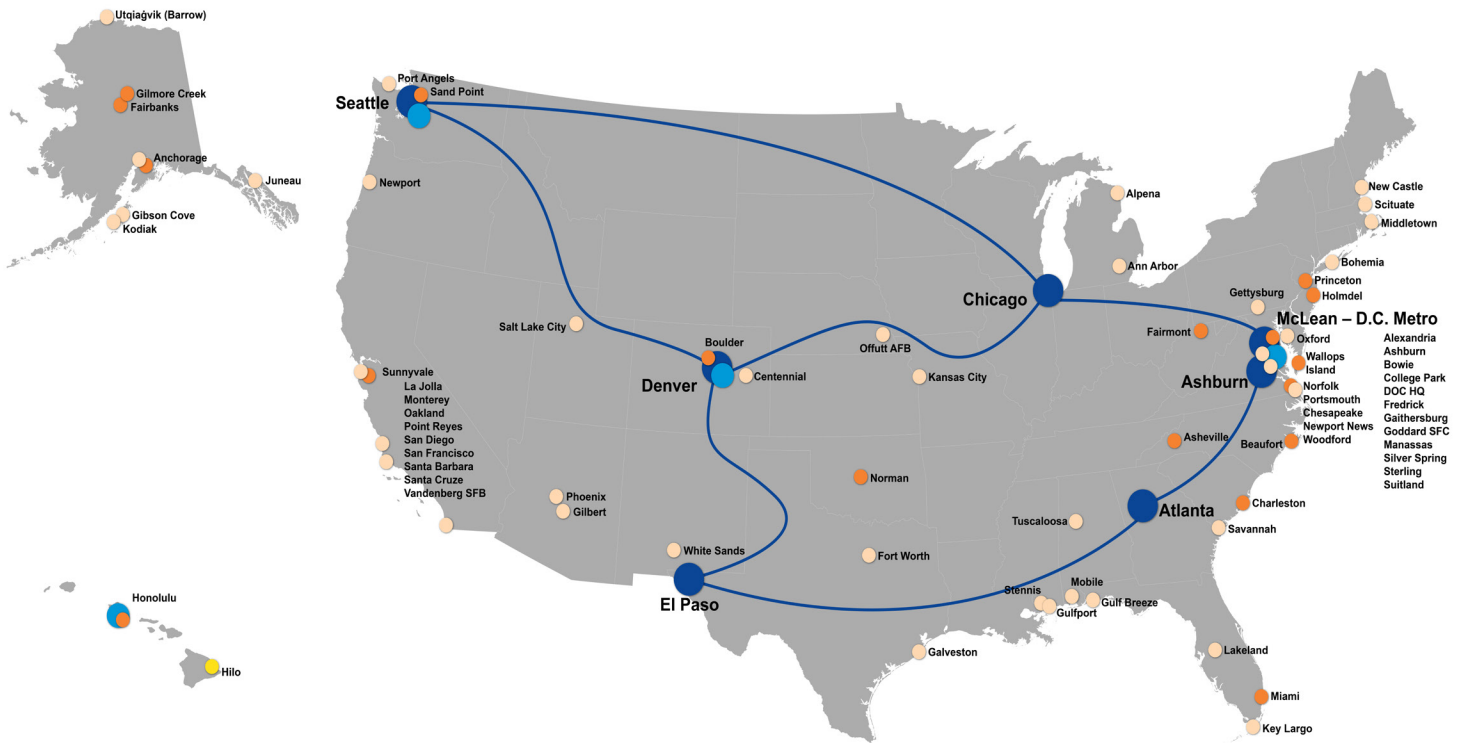 Utqiaġvik (Barrow)
Gilmore Creek
Fairbanks
Anchorage
Juneau
Gibson Cove
Kodiak
Port Angels
Sand Point
Seattle
Newport
Alpena
New Castle
Scituate
Middletown
Ann Arbor
Bohemia
Princeton
Holmdel
Chicago
Gettysburg
McLean – D.C. Metro
Salt Lake City
Offutt AFB
Fairmont
Oxford
Alexandria
Ashburn
Bowie
College Park
DOC HQ
Fredrick
Gaithersburg
Goddard SFC
Manassas
Silver Spring
Sterling
Suitland
Boulder
Denver
Centennial
Kansas City
Ashburn
Wallops
Island
Norfolk
Portsmouth
Chesapeake
Newport News
Woodford
Sunnyvale
La Jolla
Monterey
Oakland
Point Reyes
San Diego
San Francisco
Santa Barbara
Santa Cruze
Vandenberg SFB
Asheville
Beaufort
Norman
Phoenix
Gilbert
Atlanta
Charleston
Tuscaloosa
Savannah
White Sands
Fort Worth
El Paso
Stennis
Mobile
Gulf Breeze
Gulfport
Galveston
Lakeland
Miami
Key Largo
Honolulu
Hilo